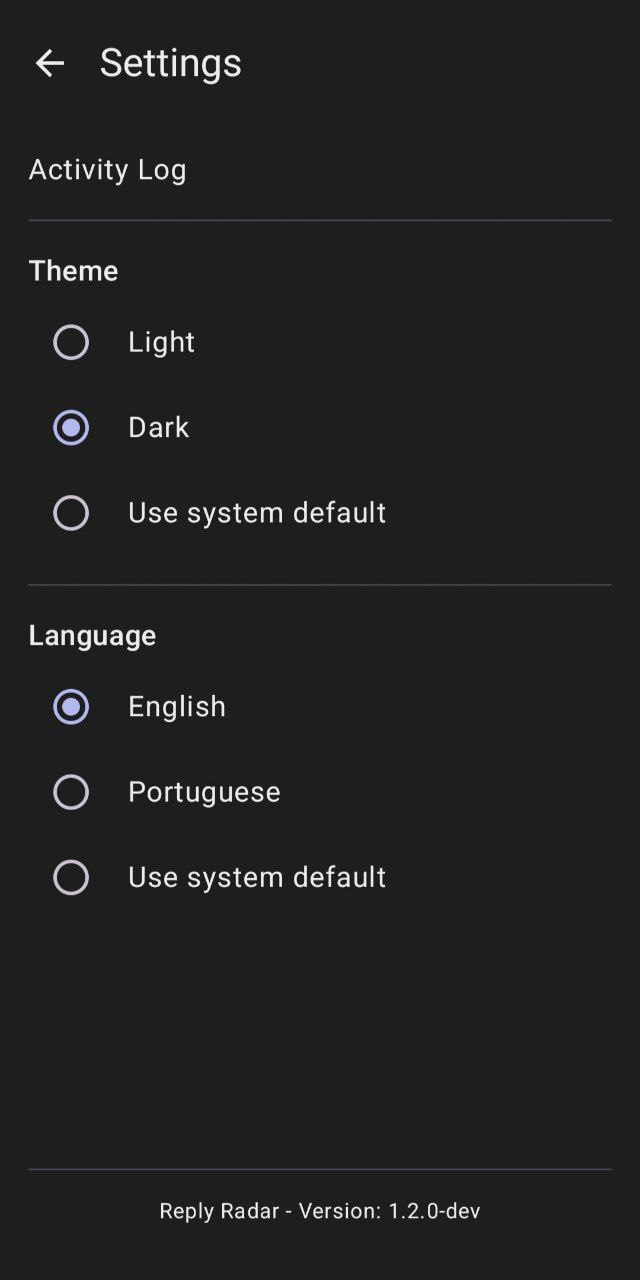 Settings
Activity Log
Theme
Light
Dark
Use system default
Language
English
Portuguese
Use system default
Reply Radar - Version: 1.2.0-dev